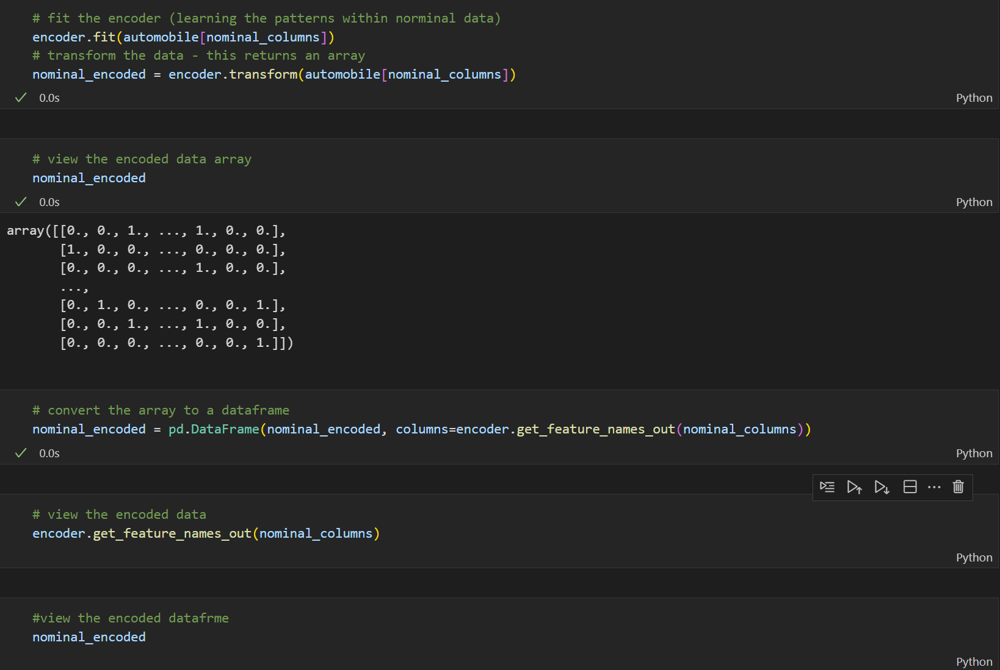 # fit the encoder (learning the patterns within norminal data)
encoder.fit(automobile[nominal_columns])
# transform the data - this returns an array
nominal_encoded = encoder.transform(automobile[nominal_columns])
0.0s
Python
# view the encoded data array
nominal_encoded
0.0s
Python
array([[0., 0., 1., ..., 1., 0., 0.],
       [1., 0., 0., ..., 0., 0., 0.],
       [0., 0., 0., ..., 1., 0., 0.],
       ...,
       [0., 1., 0., ..., 0., 0., 1.],
       [0., 0., 1., ..., 1., 0., 0.],
       [0., 0., 0., ..., 0., 0., 1.]])
# convert the array to a dataframe
nominal_encoded = pd.DataFrame(nominal_encoded, columns=encoder.get_feature_names_out(nominal_columns))
0.0s
Python
# view the encoded data
encoder.get_feature_names_out(nominal_columns)
Python
#view the encoded datafrme
nominal_encoded
Python